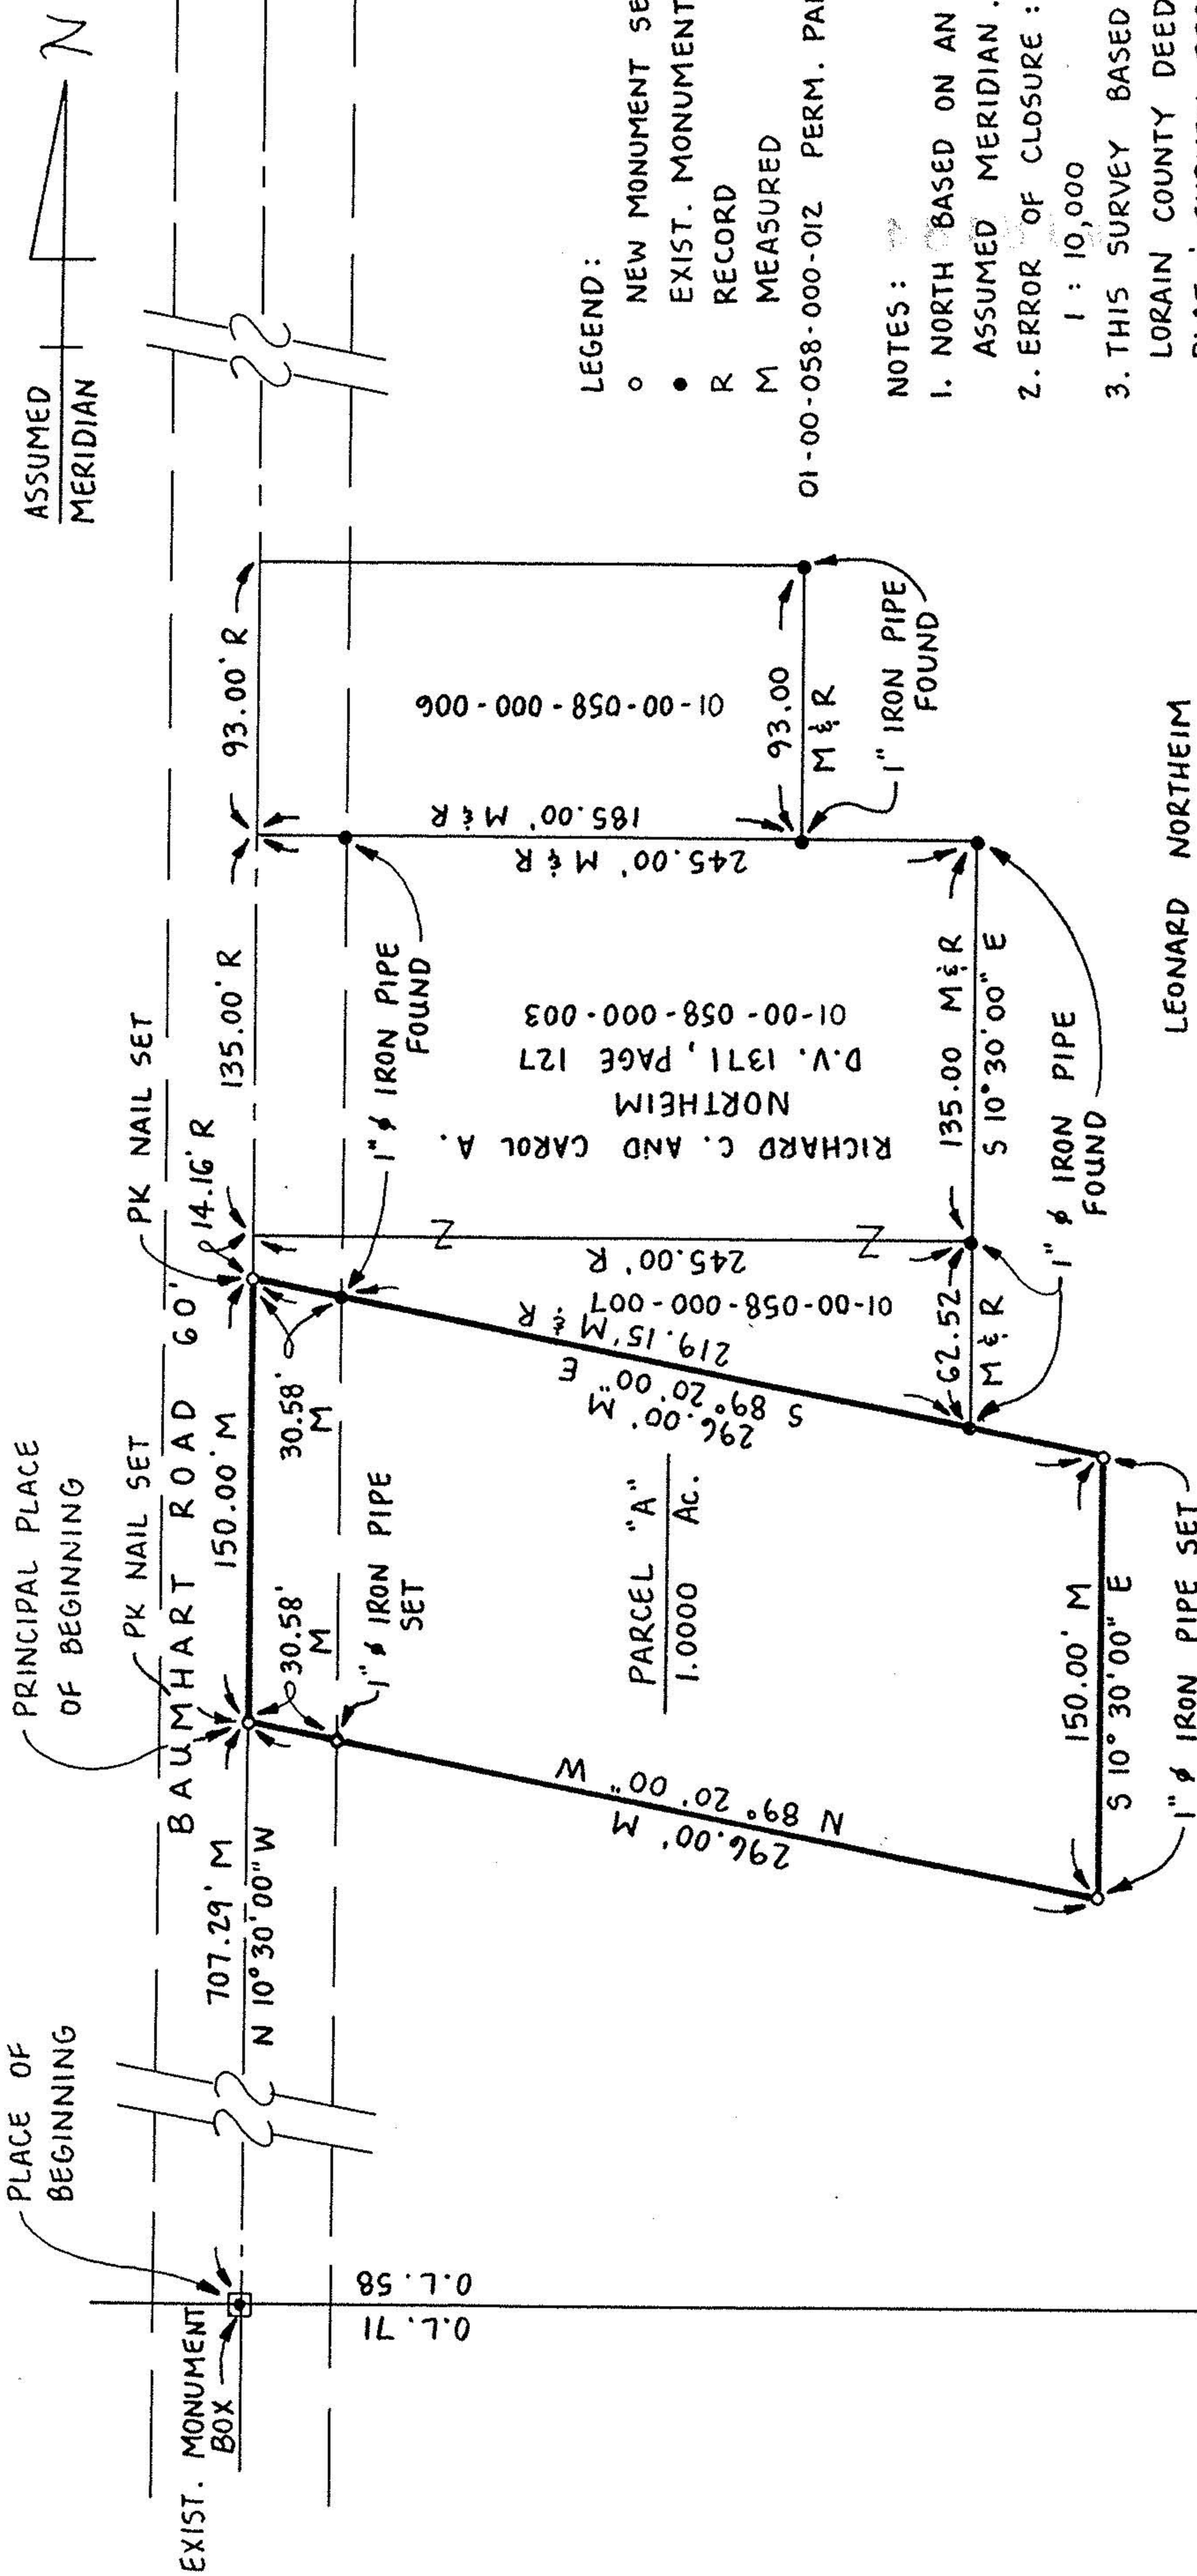 ASSUMED
MERIDIAN
N
PLACE OF
BEGINNING
EXIST. MONUMENT
BOX
O.L. 71
O.L. 58
707.29' M
N 10° 30' 00" W
PRINCIPAL PLACE
OF BEGINNING
PK NAIL SET
BAUMHART ROAD 60'
150.00' M
PK NAIL SET
14.16' R
135.00' R
93.00' R
30.58'
M
1" ϕ IRON PIPE
SET
30.58'
M
1" ϕ IRON PIPE
FOUND
N 89° 20' 00" W
296.00' M
PARCEL "A"
1.0000 Ac.
S 89° 20' 00" E
296.00' M
219.15' M & R
01-00-058-000-007
245.00' R
Z
Z
RICHARD C. AND CAROL A.
NORTHEIM
D.V. 1371, PAGE 127
01-00-058-000-003
245.00' M & R
185.00' M & R
01-00-058-000-006
93.00
M & R
1" IRON PIPE
FOUND
62.52
M & R
135.00 M & R
S 10° 30' 00" E
1" ϕ IRON PIPE
FOUND
150.00' M
S 10° 30' 00" E
1" ϕ IRON PIPE SET
LEONARD NORTHEIM
LEGEND:
○ NEW MONUMENT SE
● EXIST. MONUMENT
R RECORD
M MEASURED
01-00-058-000-012 PERM. PA
NOTES:
1. NORTH BASED ON AN
ASSUMED MERIDIAN.
2. ERROR OF CLOSURE:
1 : 10,000
3. THIS SURVEY BASED
LORAIN COUNTY DEED